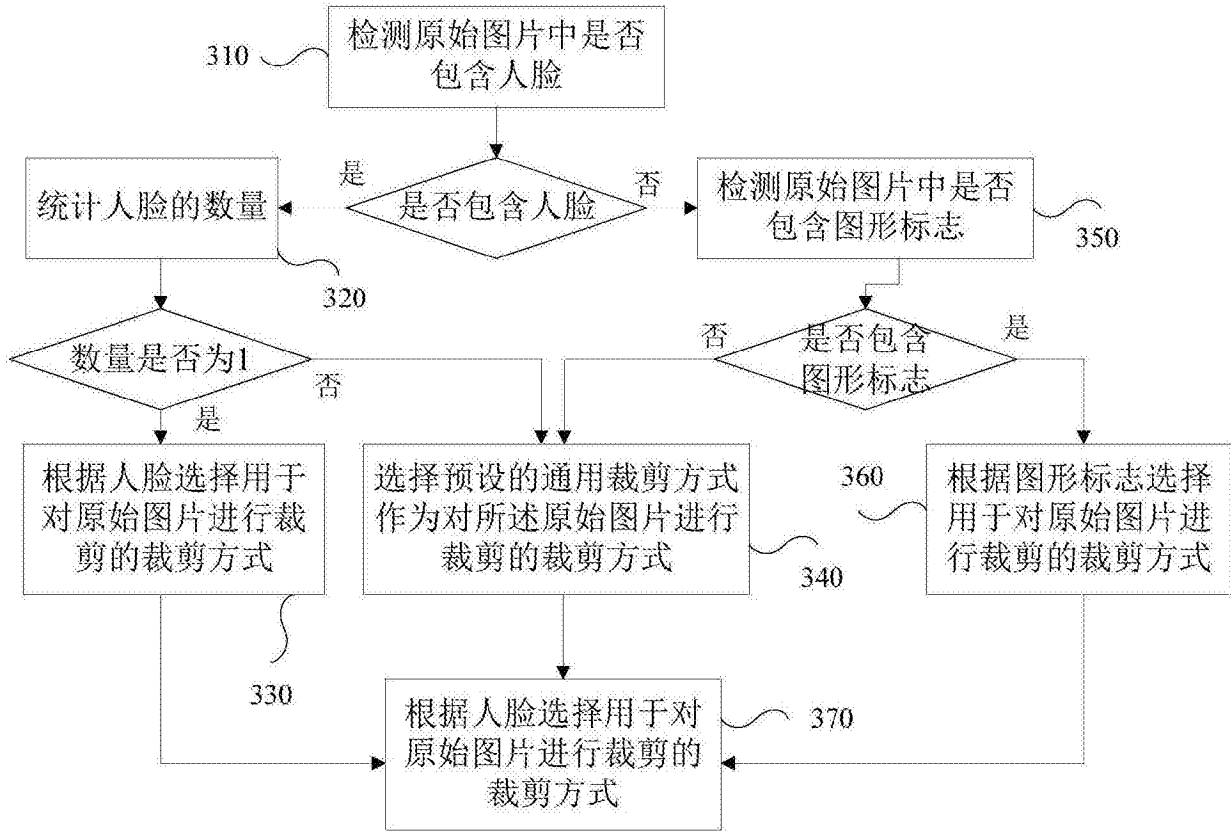 310
检测原始图片中是否
包含人脸
是
否
统计人脸的数量
是否包含人脸
检测原始图片中是否
包含图形标志
320
350
数量是否为1
否
是
否
是
是否包含
图形标志
根据人脸选择用于
对原始图片进行裁
剪的裁剪方式
330
选择预设的通用裁剪方式
作为对所述原始图片进行
裁剪的裁剪方式
340
360
根据图形标志选择
用于对原始图片进
行裁剪的裁剪方式
根据人脸选择用于对
原始图片进行裁剪的
裁剪方式
370